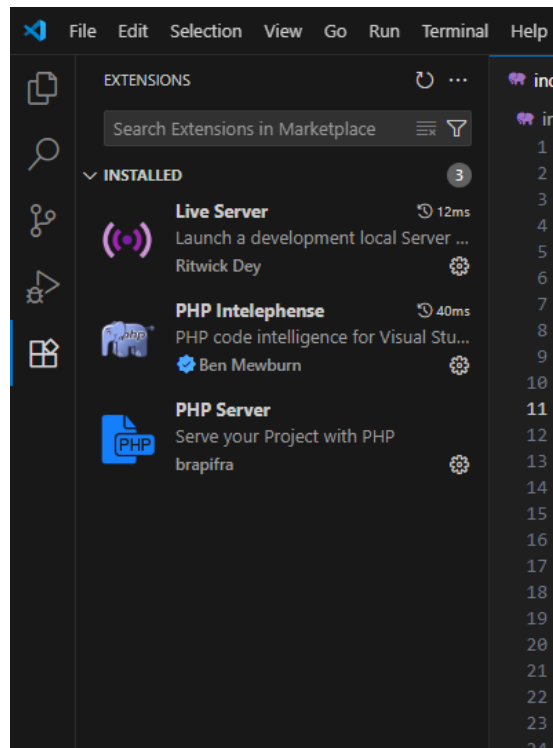 File Edit Selection View Go Run Terminal Help
EXTENSIONS
Search Extensions in Marketplace
INSTALLED 3
Live Server 12ms
Launch a development local Server ...
Ritwick Dey
php
PHP Intelephense 40ms
PHP code intelligence for Visual Stu...
Ben Mewburn
PHP
PHP Server
Serve your Project with PHP
brapifra
1
2
3
4
5
6
7
8
9
10
11
12
13
14
15
16
17
18
19
20
21
22
23